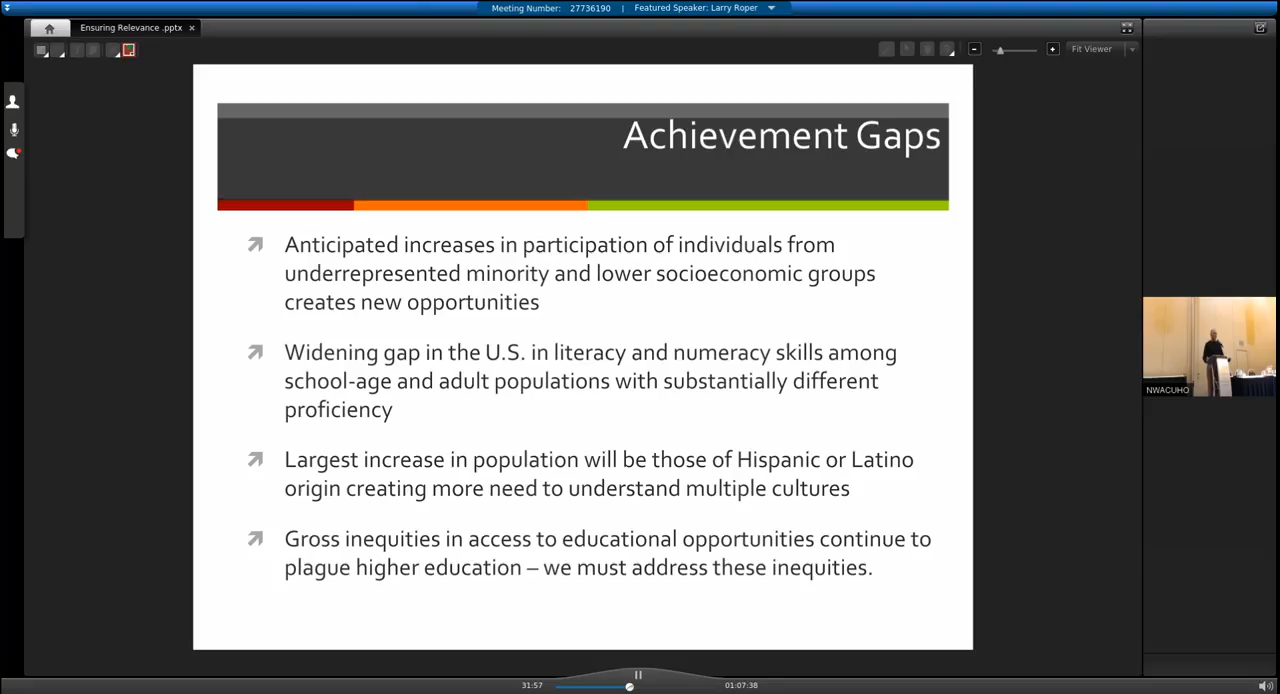 Meeting Number: 27736190 | Featured Speaker: Larry Roper
Ensuring Relevance .pptx
Fit Viewer
Achievement Gaps
Anticipated increases in participation of individuals from
underrepresented minority and lower socioeconomic groups
creates new opportunities
Widening gap in the U.S. in literacy and numeracy skills among
school-age and adult populations with substantially different
proficiency
Largest increase in population will be those of Hispanic or Latino
origin creating more need to understand multiple cultures
Gross inequities in access to educational opportunities continue to
plague higher education – we must address these inequities.
NWACUHO
31:57
01:07:38